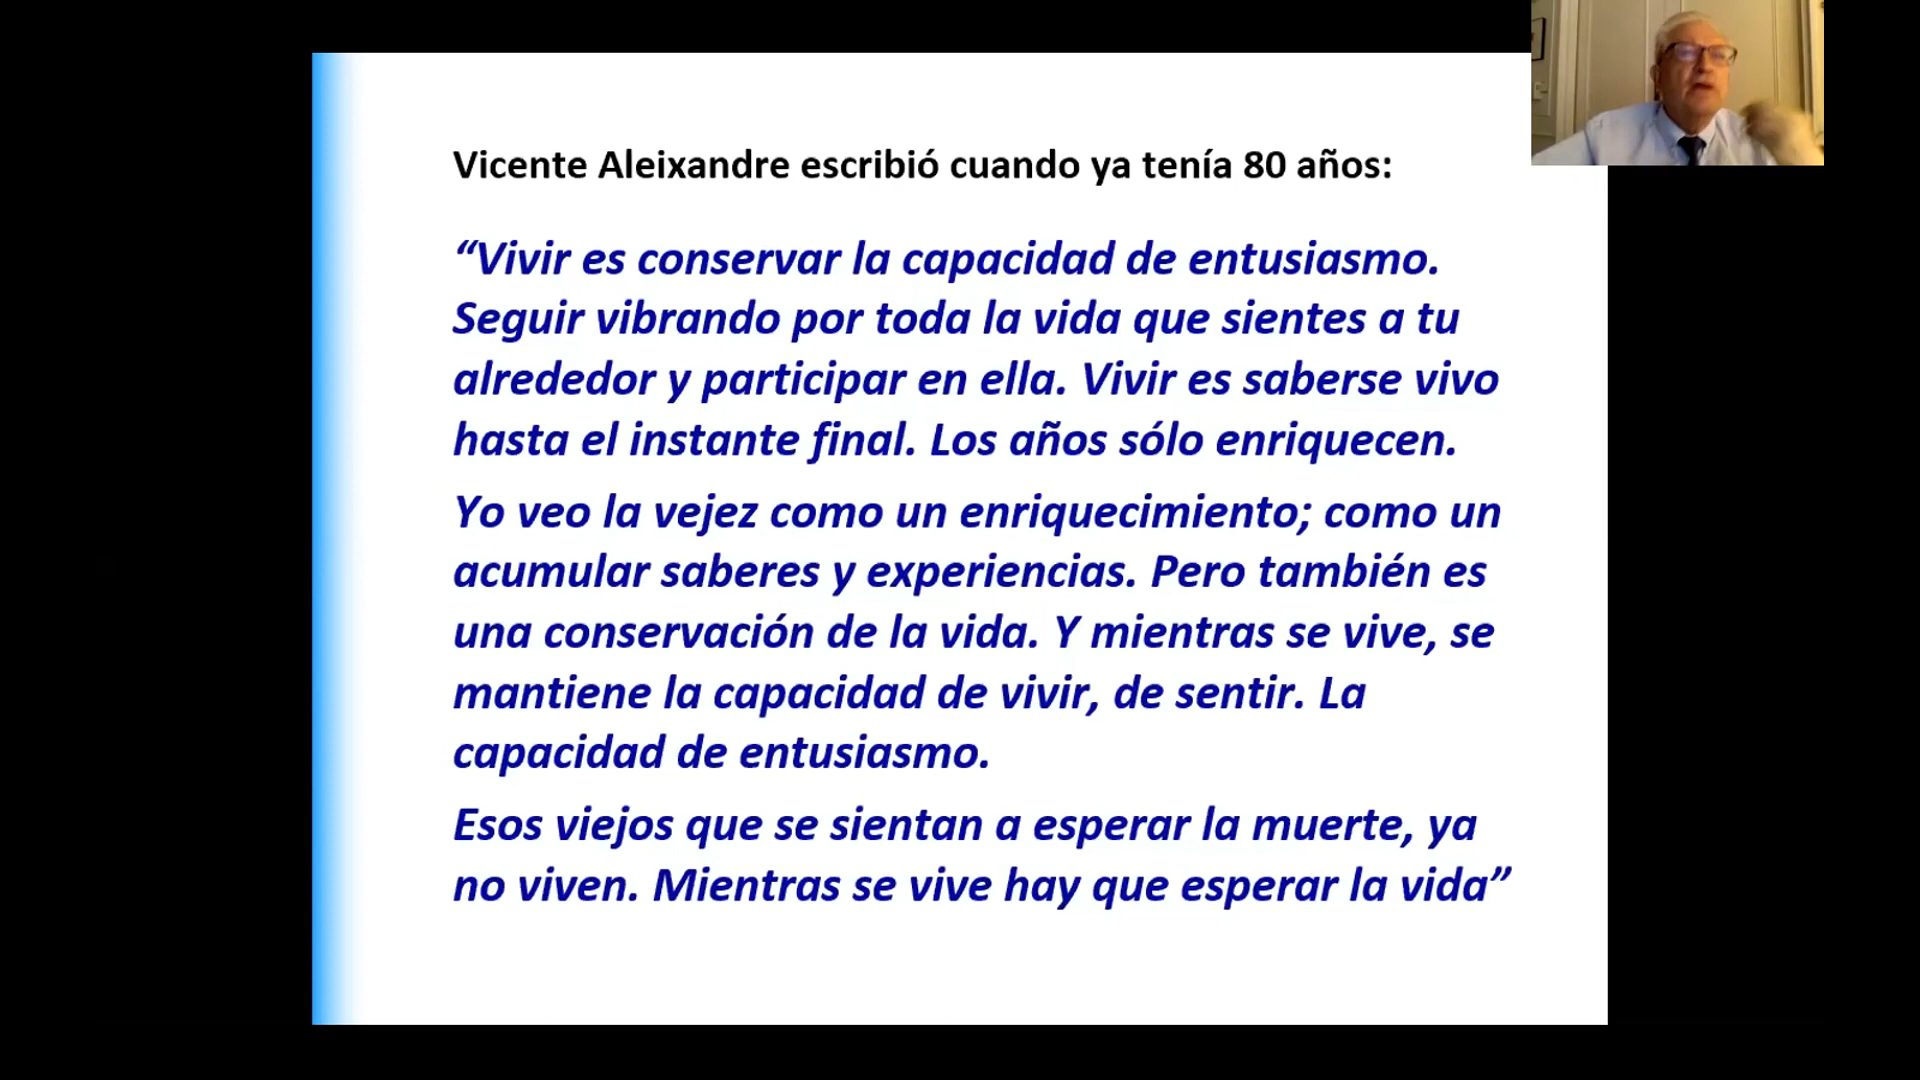 Vicente Aleixandre escribió cuando ya tenía 80 años:
“Vivir es conservar la capacidad de entusiasmo.
Seguir vibrando por toda la vida que sientes a tu
alrededor y participar en ella. Vivir es saberse vivo
hasta el instante final. Los años sólo enriquecen.
Yo veo la vejez como un enriquecimiento; como un
acumular saberes y experiencias. Pero también es
una conservación de la vida. Y mientras se vive, se
mantiene la capacidad de vivir, de sentir. La
capacidad de entusiasmo.
Esos viejos que se sientan a esperar la muerte, ya
no viven. Mientras se vive hay que esperar la vida”